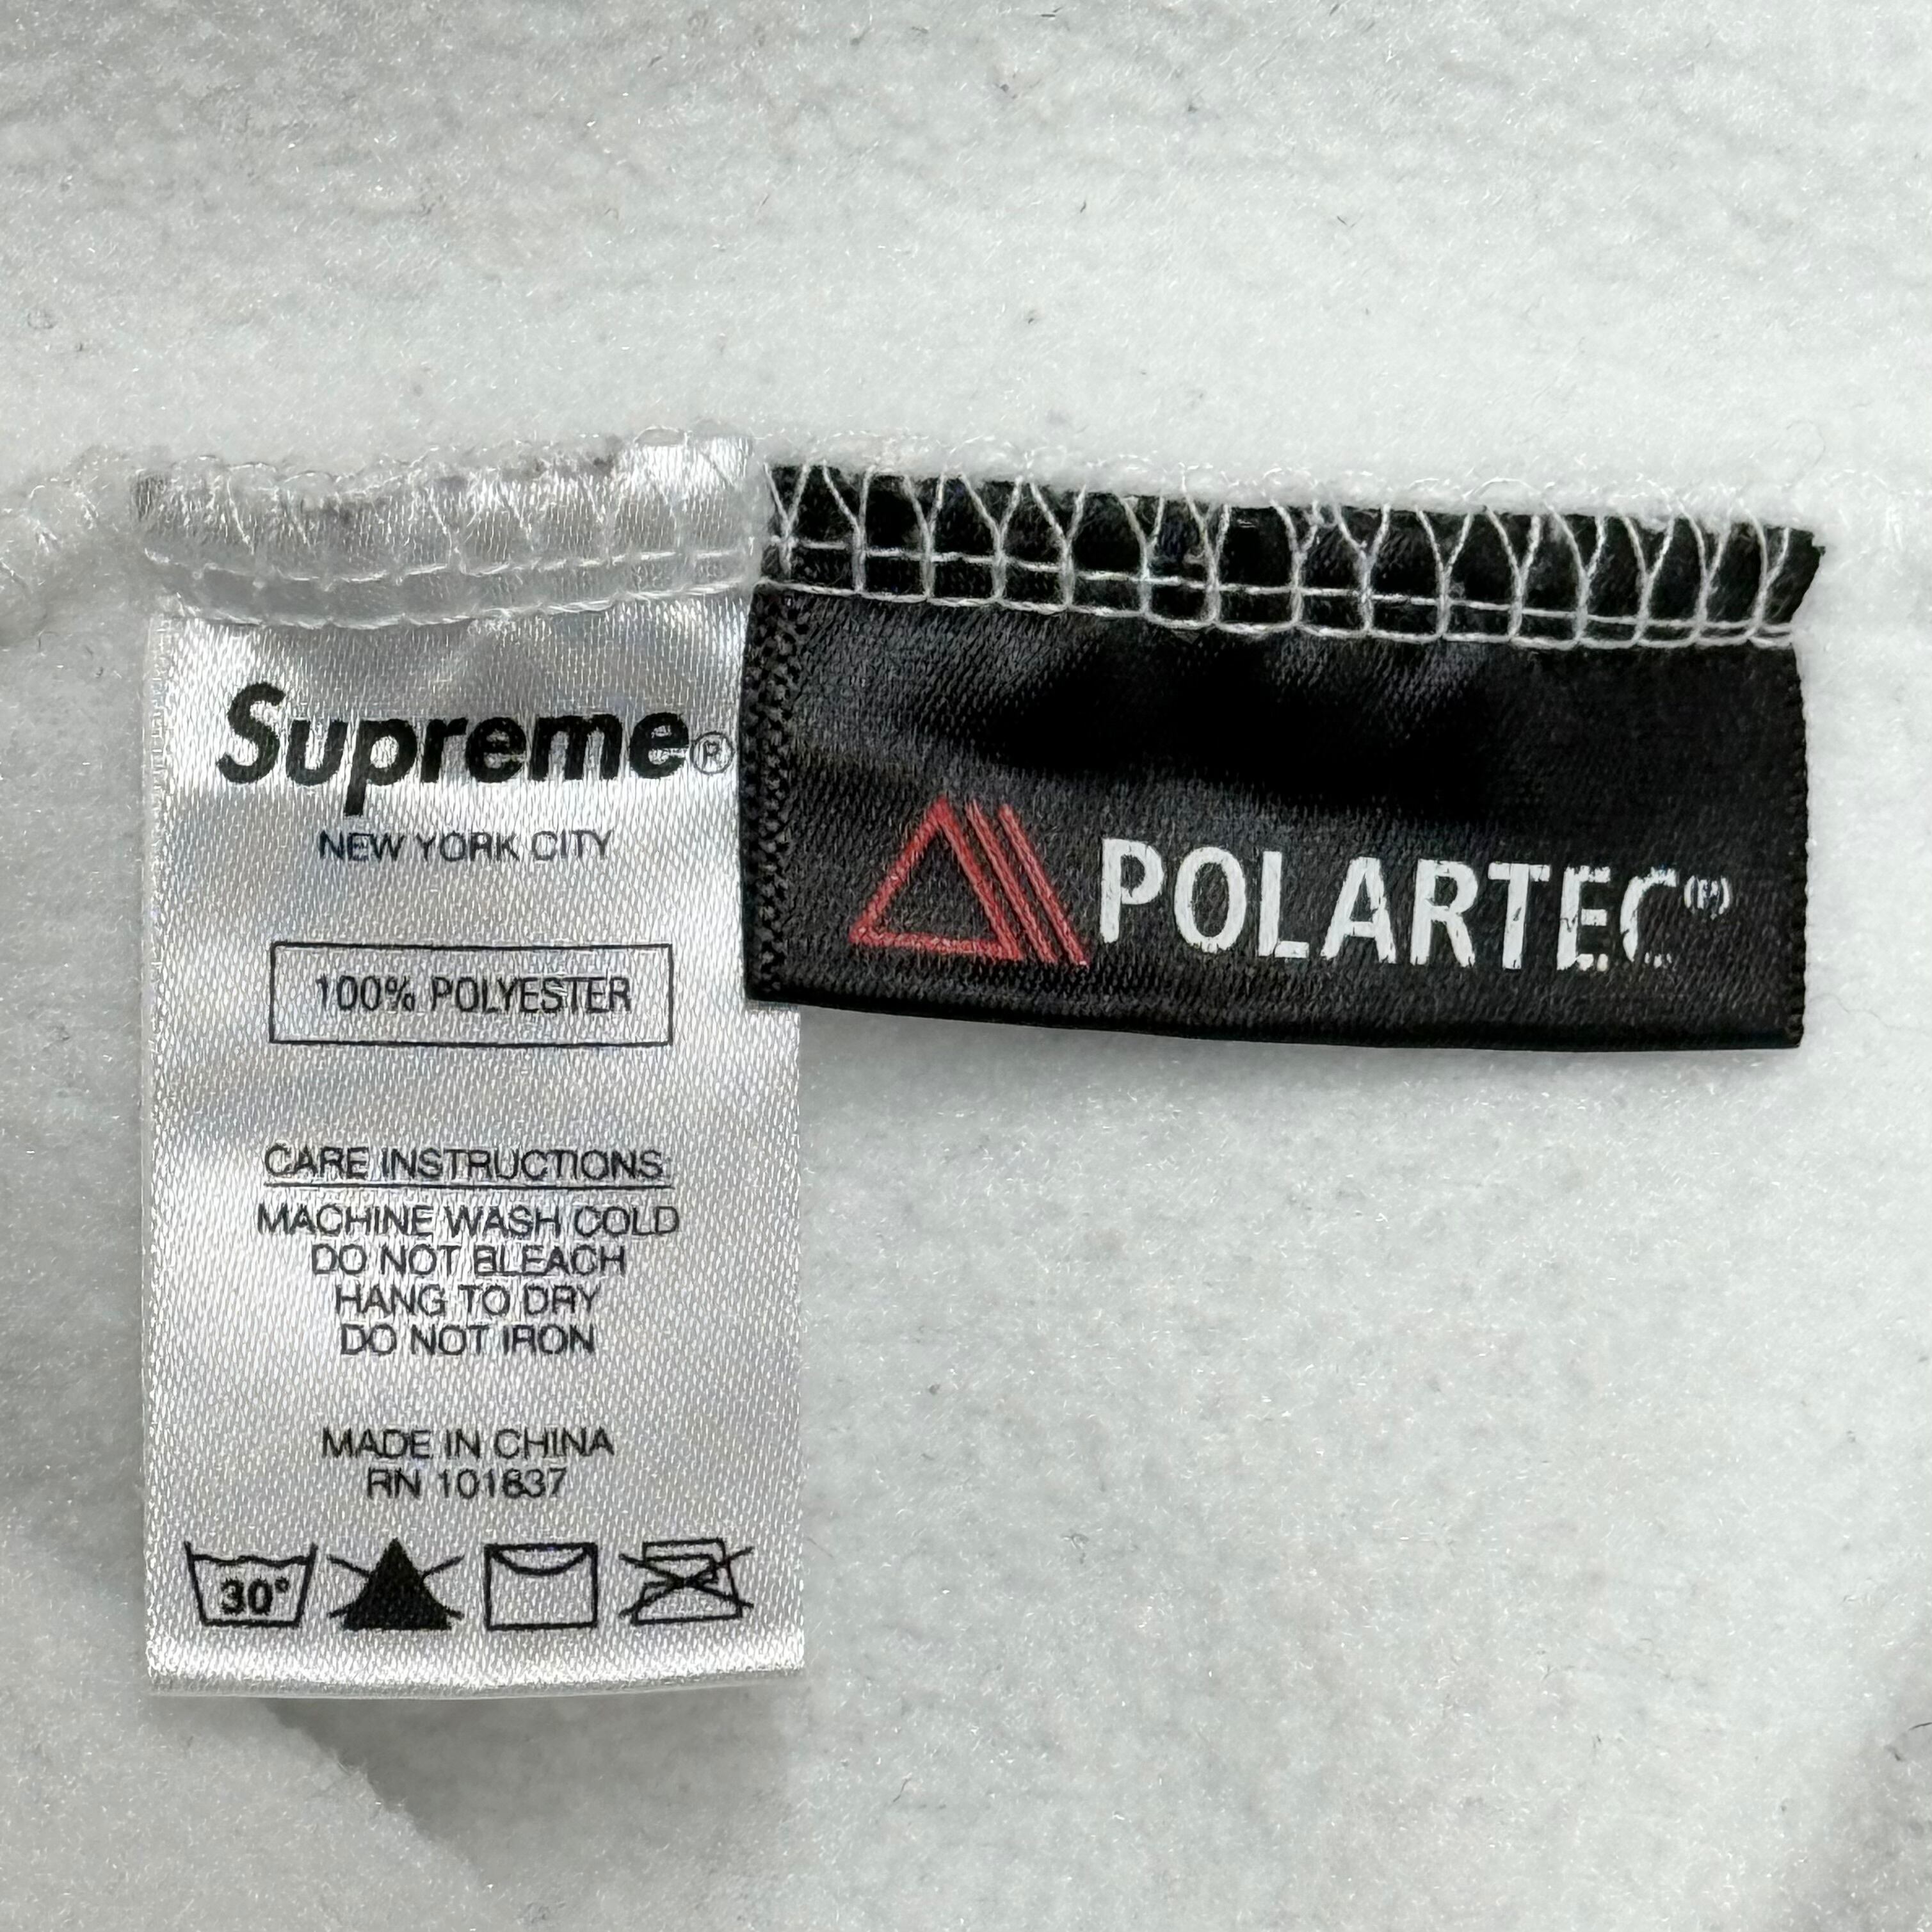 Supreme®
NEW YORK CITY
100% POLYESTER
CARE INSTRUCTIONS
MACHINE WASH COLD
DO NOT BLEACH
HANG TO DRY
DO NOT IRON
MADE IN CHINA
RN 101837
30°
POLARTEC®